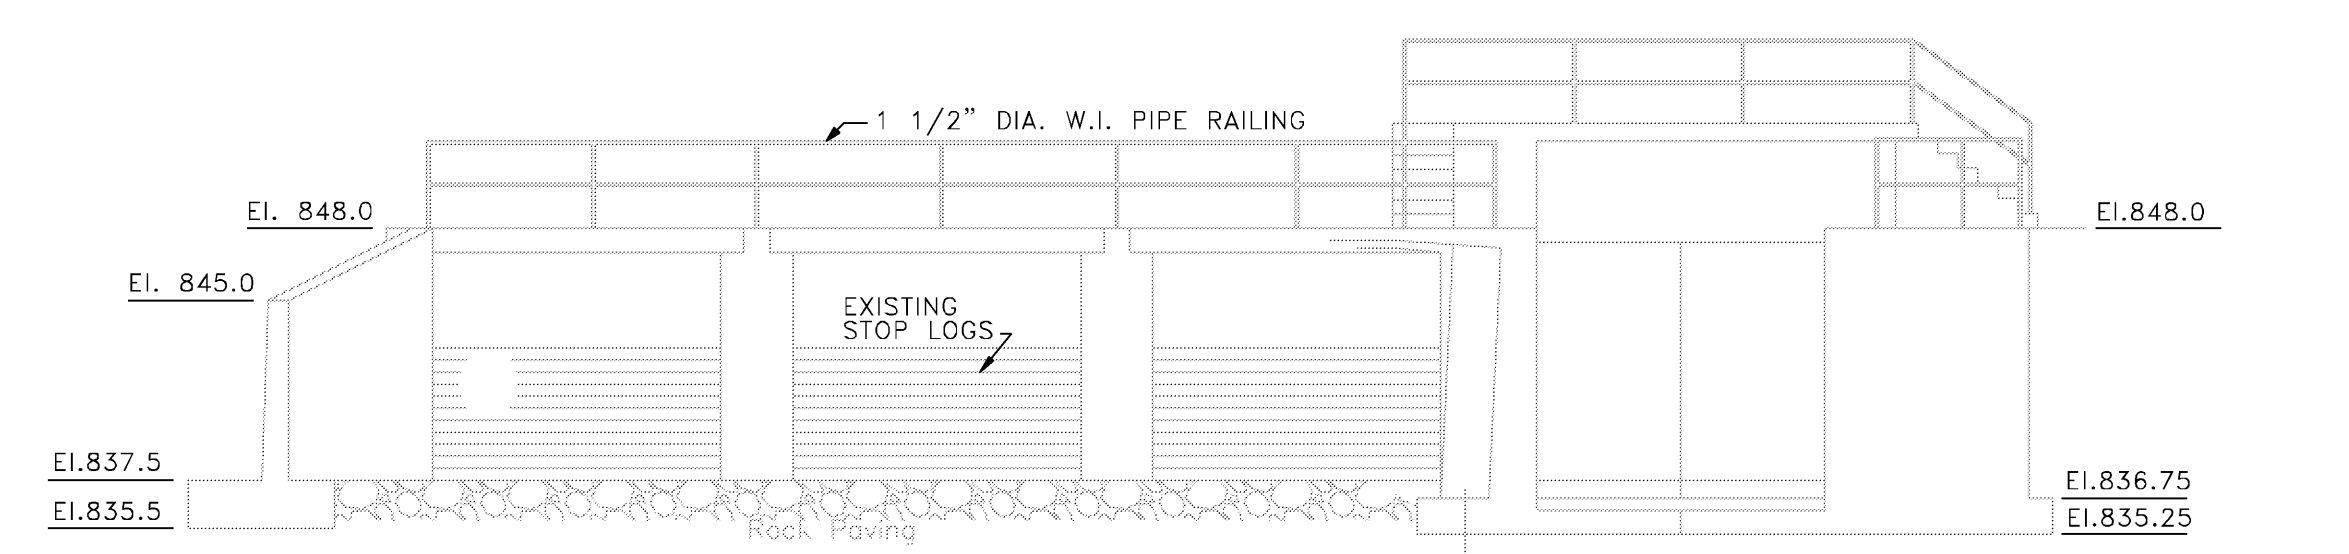 1 1/2” DIA. W.I. PIPE RAILING
El. 848.0
El.848.0
El. 845.0
EXISTING
STOP LOGS
El.837.5
El.836.75
El.835.5
El.835.25
Rock Paving